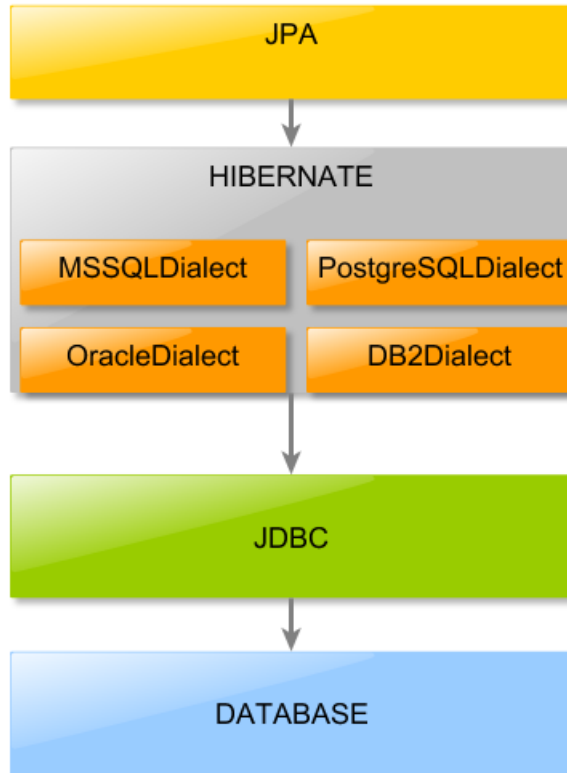 JPA
HIBERNATE
MSSQLDialect
PostgreSQLDialect
OracleDialect
DB2Dialect
JDBC
DATABASE